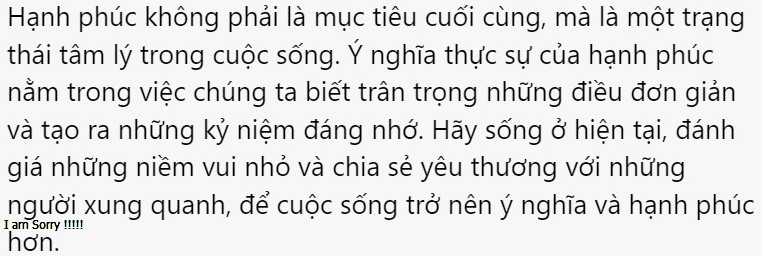 Hạnh phúc không phải là mục tiêu cuối cùng, mà là một trạng
thái tâm lý trong cuộc sống. Ý nghĩa thực sự của hạnh phúc
nằm trong việc chúng ta biết trân trọng những điều đơn giản
và tạo ra những kỷ niệm đáng nhớ. Hãy sống ở hiện tại, đánh
giá những niềm vui nhỏ và chia sẻ yêu thương với những
người xung quanh, để cuộc sống trở nên ý nghĩa và hạnh phúc
I am Sorry !!!!!
hơn.